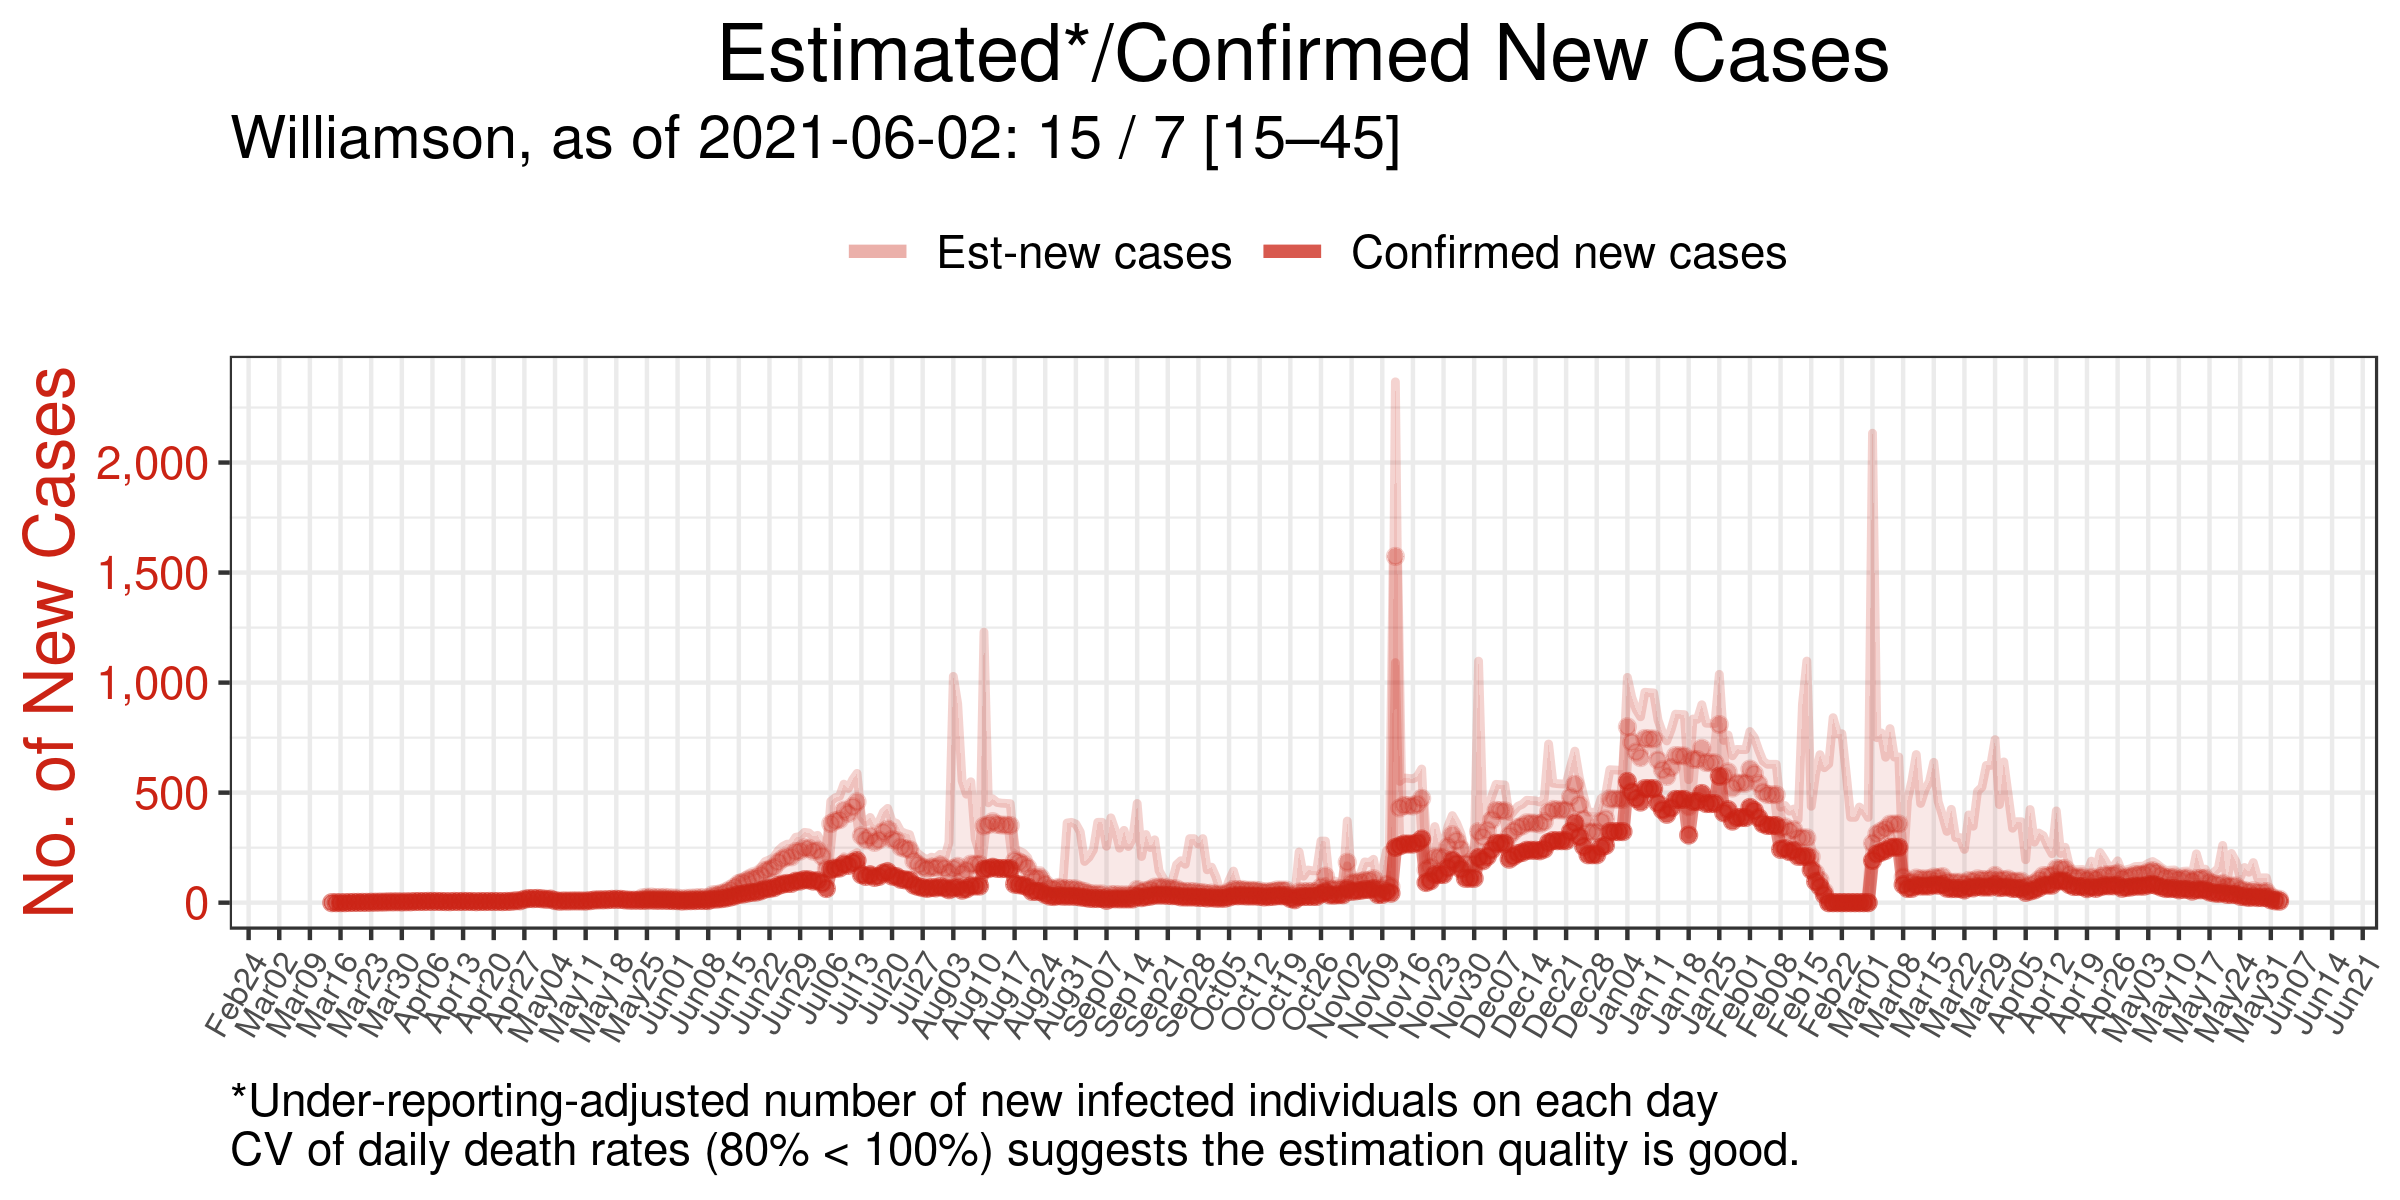 Estimated*/Confirmed New Cases
Williamson, as of 2021-06-02: 15 / 7 [15–45]
Est-new cases
Confirmed new cases
No. of New Cases
2,000
1,500
1,000
500
0
Feb24
Mar02
Mar09
Mar16
Mar23
Mar30
Apr06
Apr13
Apr20
Apr27
May04
May11
May18
May25
Jun01
Jun08
Jun15
Jun22
Jun29
Jul06
Jul13
Jul20
Jul27
Aug03
Aug10
Aug17
Aug24
Aug31
Sep07
Sep14
Sep21
Sep28
Oct05
Oct12
Oct19
Oct26
Nov02
Nov09
Nov16
Nov23
Nov30
Dec07
Dec14
Dec21
Dec28
Jan04
Jan11
Jan18
Jan25
Feb01
Feb08
Feb15
Feb22
Mar01
Mar08
Mar15
Mar22
Mar29
Apr05
Apr12
Apr19
Apr26
May03
May10
May17
May24
May31
Jun07
Jun14
Jun21
*Under-reporting-adjusted number of new infected individuals on each day
CV of daily death rates (80% < 100%) suggests the estimation quality is good.